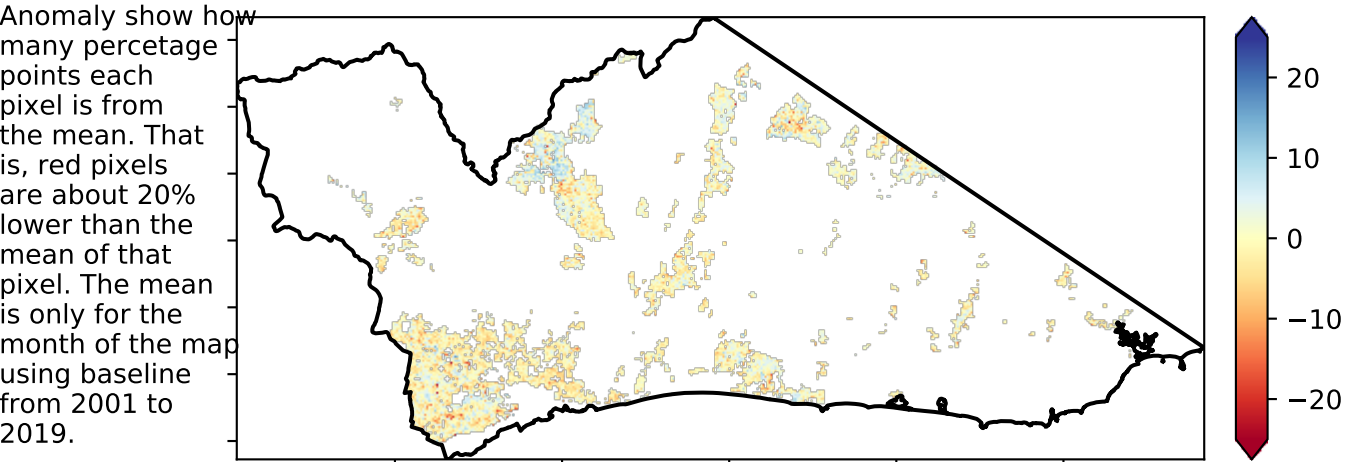 Anomaly show how
many percetage
points each
pixel is from
the mean. That
is, red pixels
are about 20%
lower than the
mean of that
pixel. The mean
is only for the
month of the map
using baseline
from 2001 to
2019.
20
10
0
−10
−20